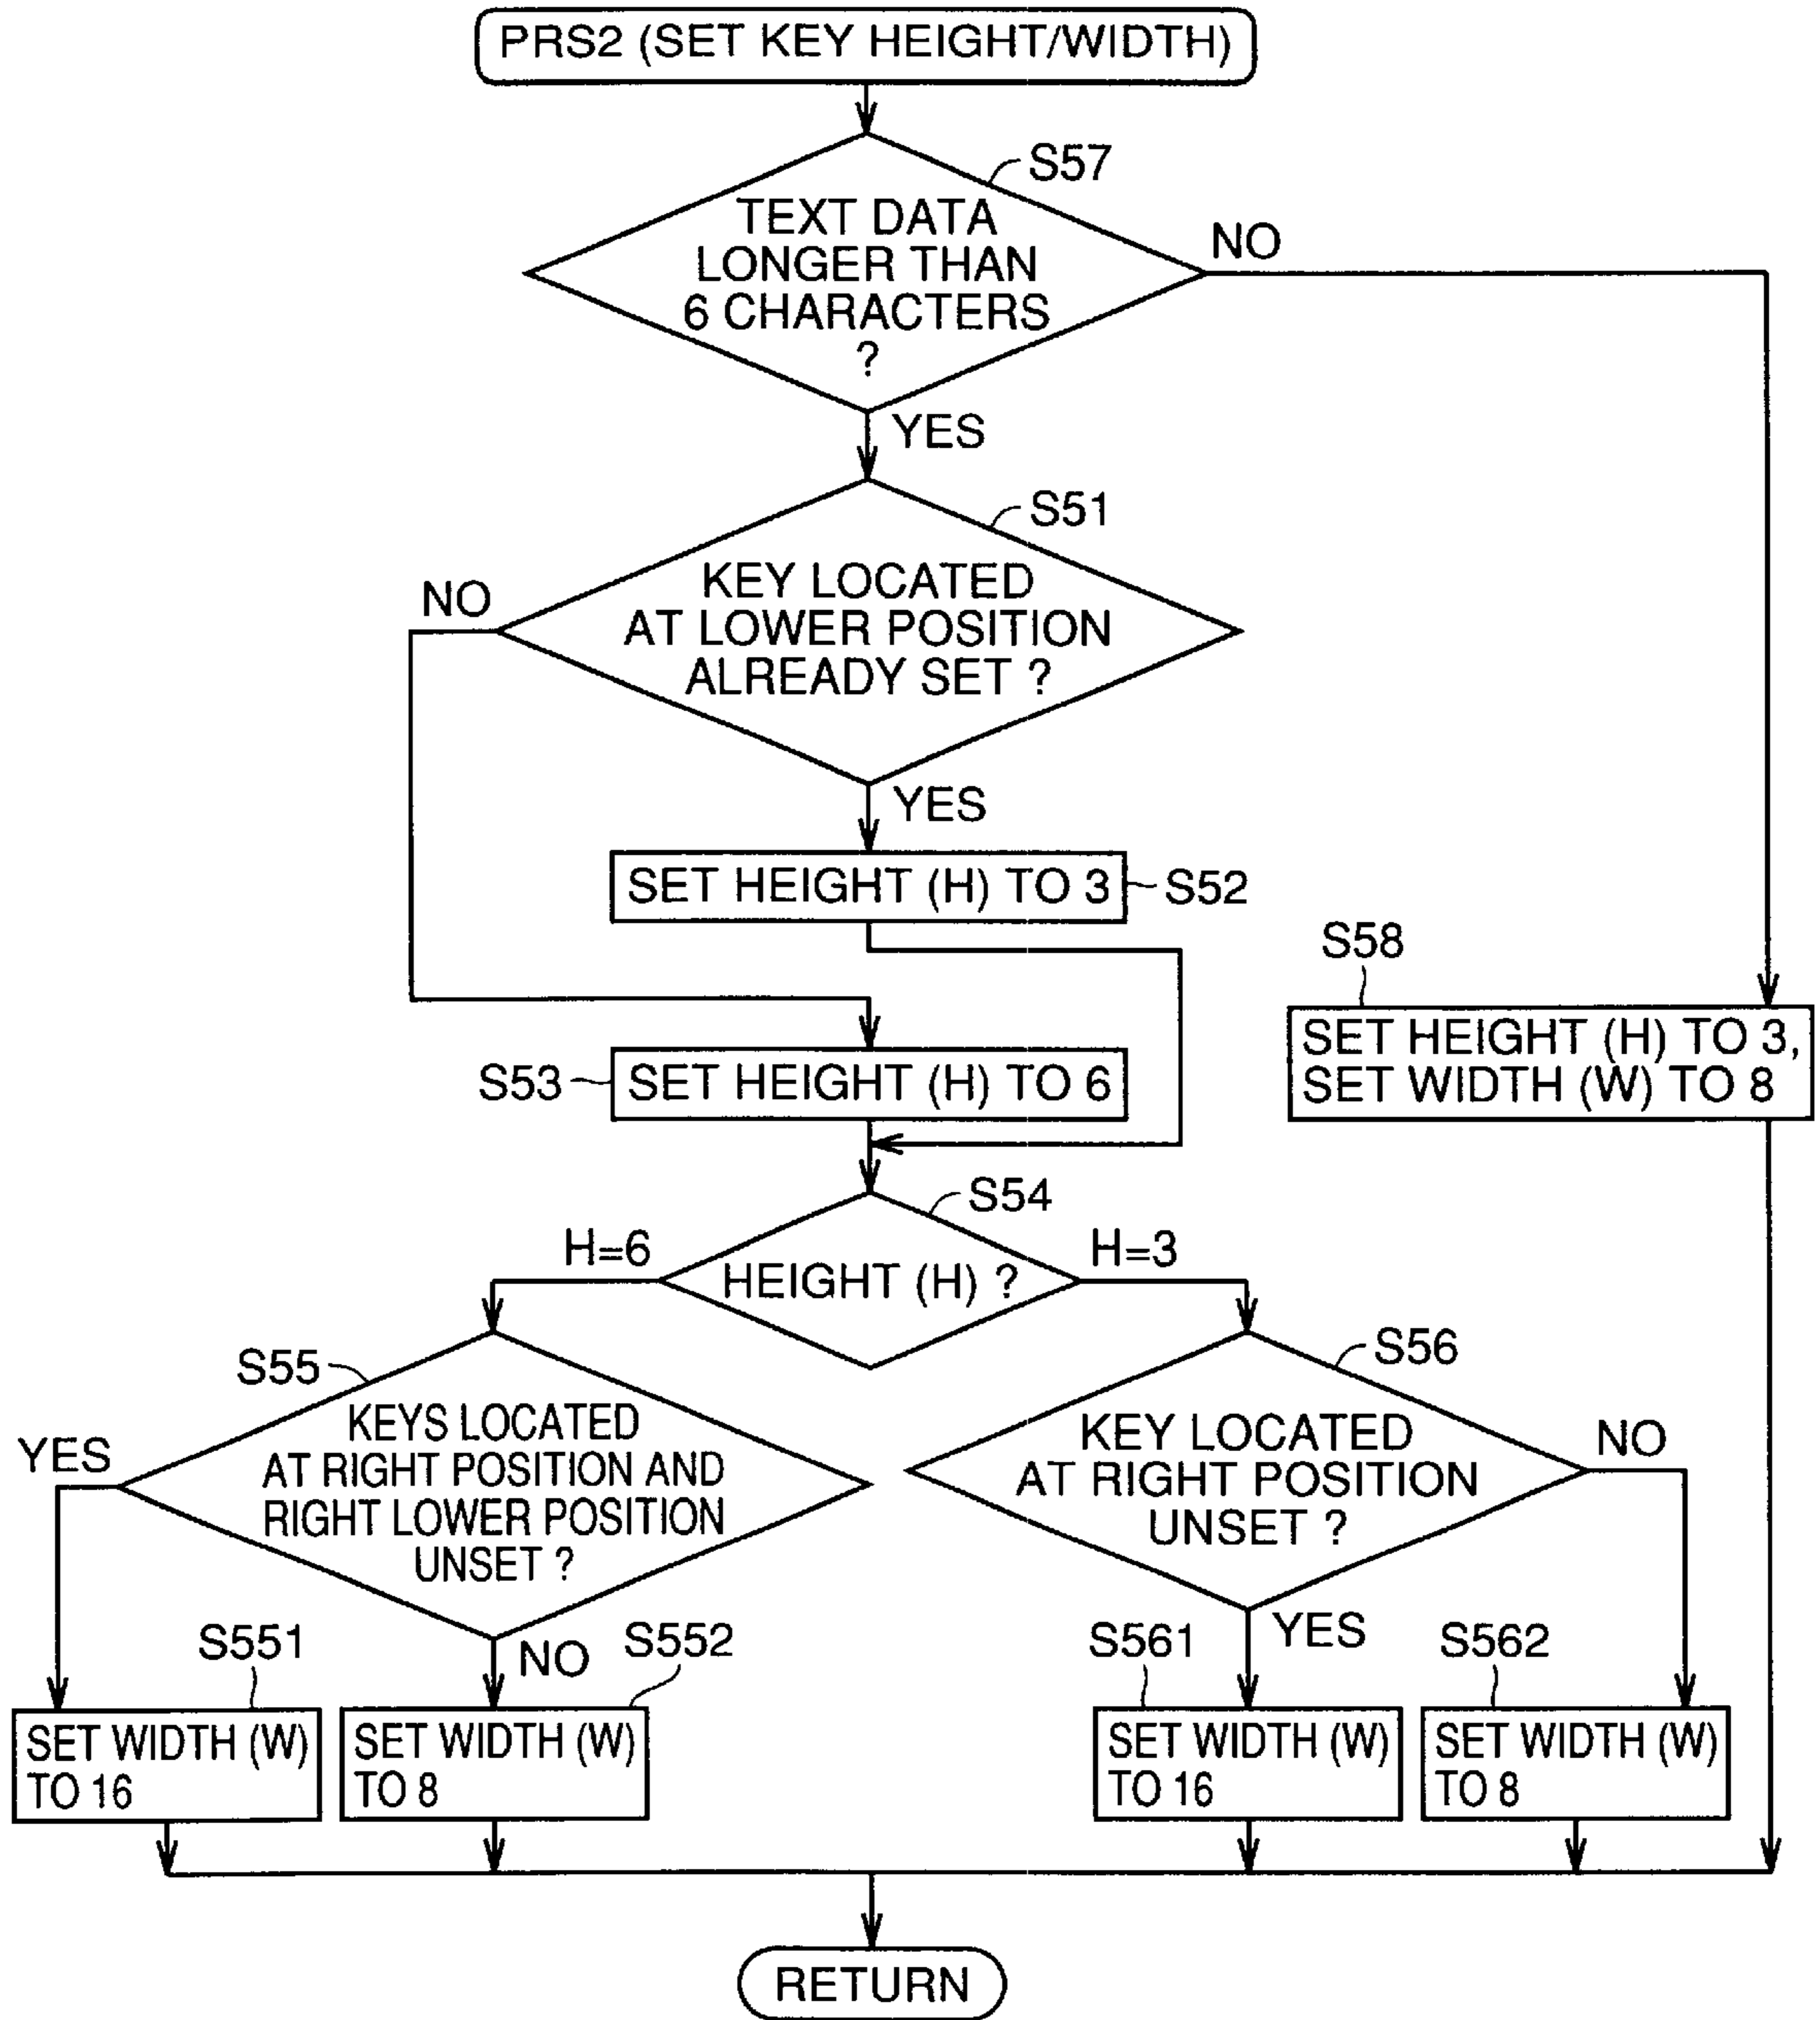 PRS2 (SET KEY HEIGHT/WIDTH)
S57
TEXT DATA
LONGER THAN
6 CHARACTERS
?
NO
YES
S51
KEY LOCATED
AT LOWER POSITION
ALREADY SET ?
NO
YES
SET HEIGHT (H) TO 3
S52
S58
SET HEIGHT (H) TO 3,
SET WIDTH (W) TO 8
S53
SET HEIGHT (H) TO 6
S54
H=6
HEIGHT (H) ?
H=3
S55
KEYS LOCATED
AT RIGHT POSITION AND
RIGHT LOWER POSITION
UNSET ?
YES
NO
S56
KEY LOCATED
AT RIGHT POSITION
UNSET ?
NO
YES
S551
SET WIDTH (W)
TO 16
S552
SET WIDTH (W)
TO 8
S561
SET WIDTH (W)
TO 16
S562
SET WIDTH (W)
TO 8
RETURN